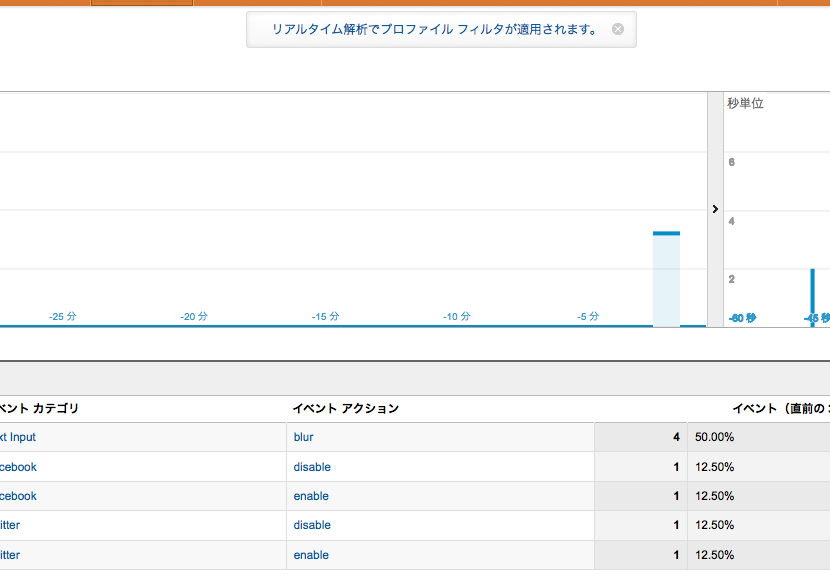 リアルタイム解析でプロファイル フィルタが適用されます。
秒単位
6
4
2
-25 分 -20 分 -15 分 -10 分 -5 分 -60 秒 -45 秒
ベント カテゴリ イベント アクション イベント（直前の
xt Input blur 4 50.00%
cebook disable 1 12.50%
cebook enable 1 12.50%
itter disable 1 12.50%
itter enable 1 12.50%